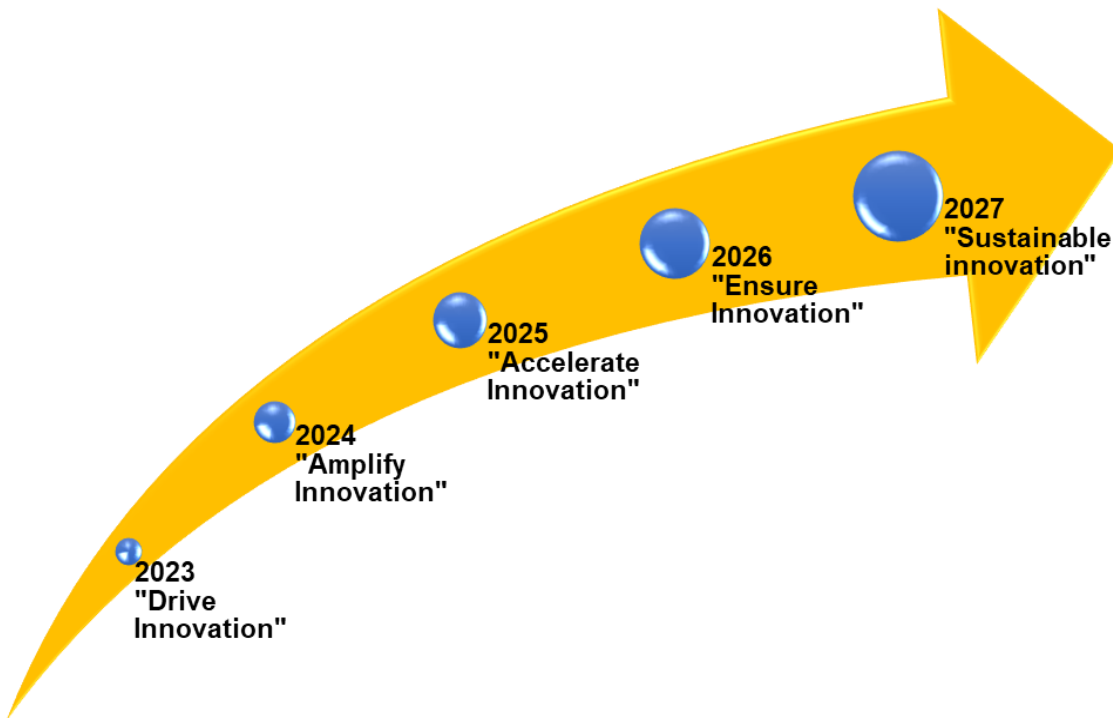 2023
"Drive
Innovation"
2024
"Amplify
Innovation"
2025
"Accelerate
Innovation"
2026
"Ensure
Innovation"
2027
"Sustainable
innovation"